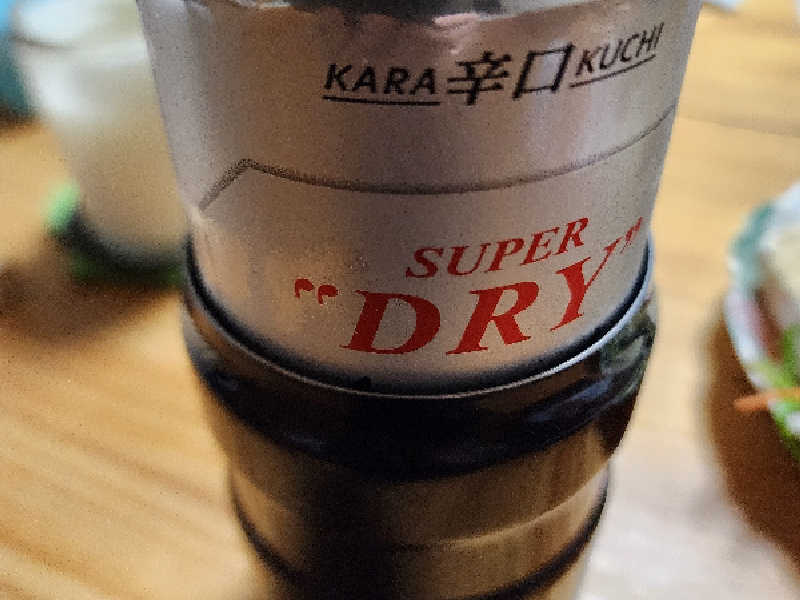 KARA 辛口 KUCHI
SUPER
"DRY"